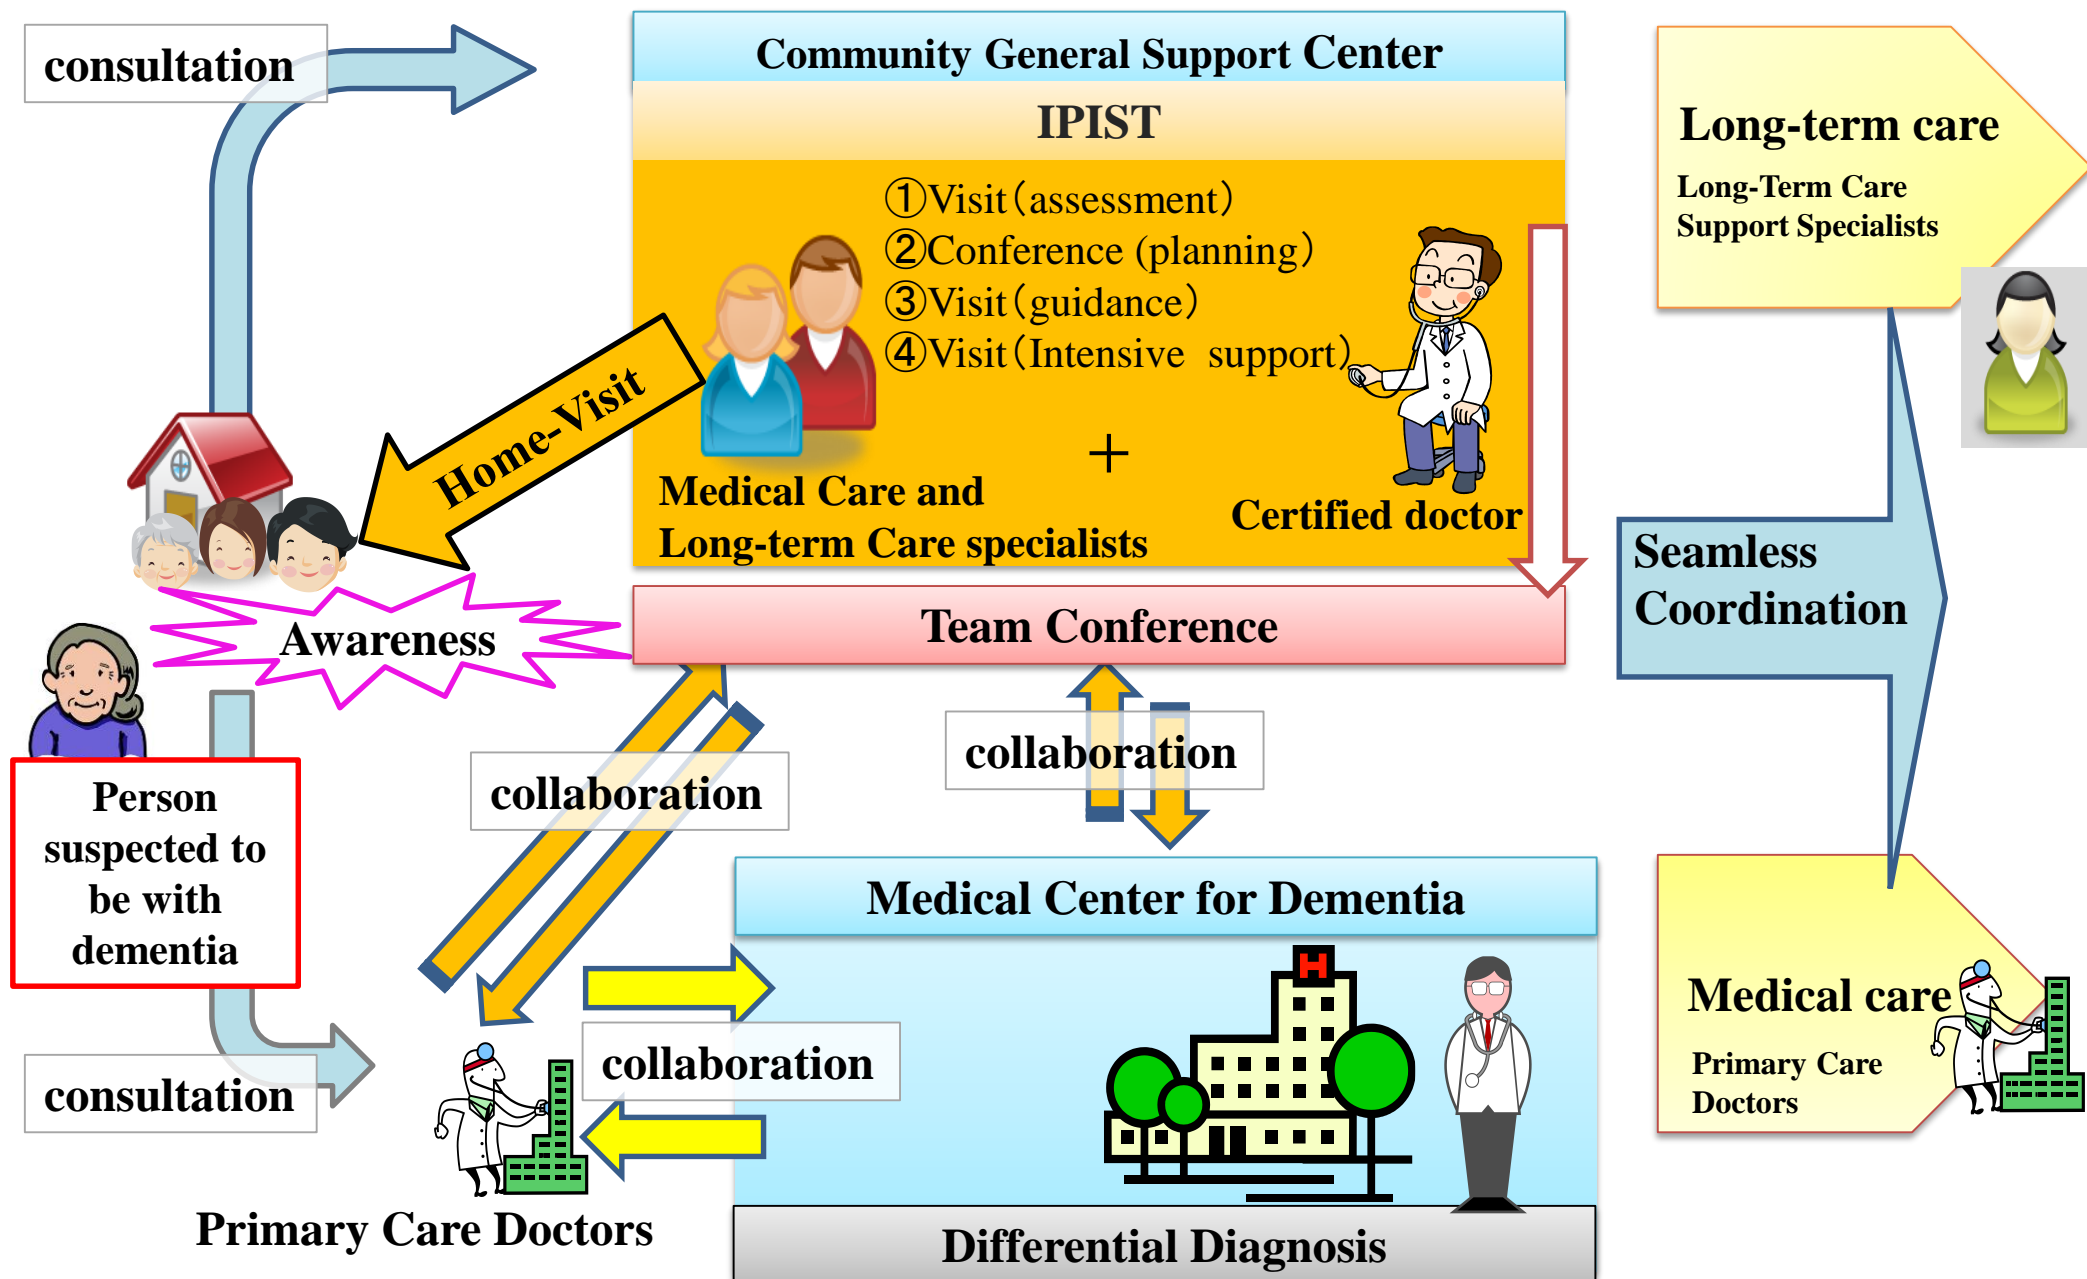 consultation
Community General Support Center
IPIST
①Visit（assessment）
②Conference (planning）
③Visit（guidance）
④Visit（Intensive support）
Home-Visit
+
Medical Care and
Long-term Care specialists
Certified doctor
Long-term care
Long-Term Care
Support Specialists
Seamless
Coordination
Awareness
Team Conference
Person
suspected to
be with
dementia
collaboration
collaboration
Medical Center for Dementia
H
consultation
collaboration
Primary Care Doctors
Differential Diagnosis
Medical care
Primary Care
Doctors